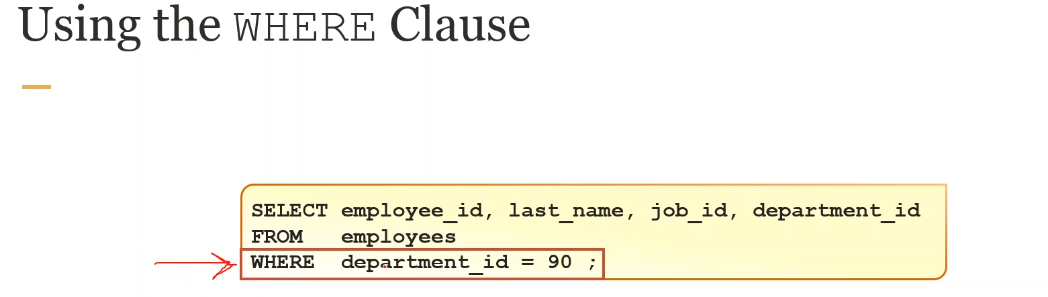 Using the WHERE Clause
SELECT employee_id, last_name, job_id, department_id
FROM   employees
WHERE  department_id = 90 ;